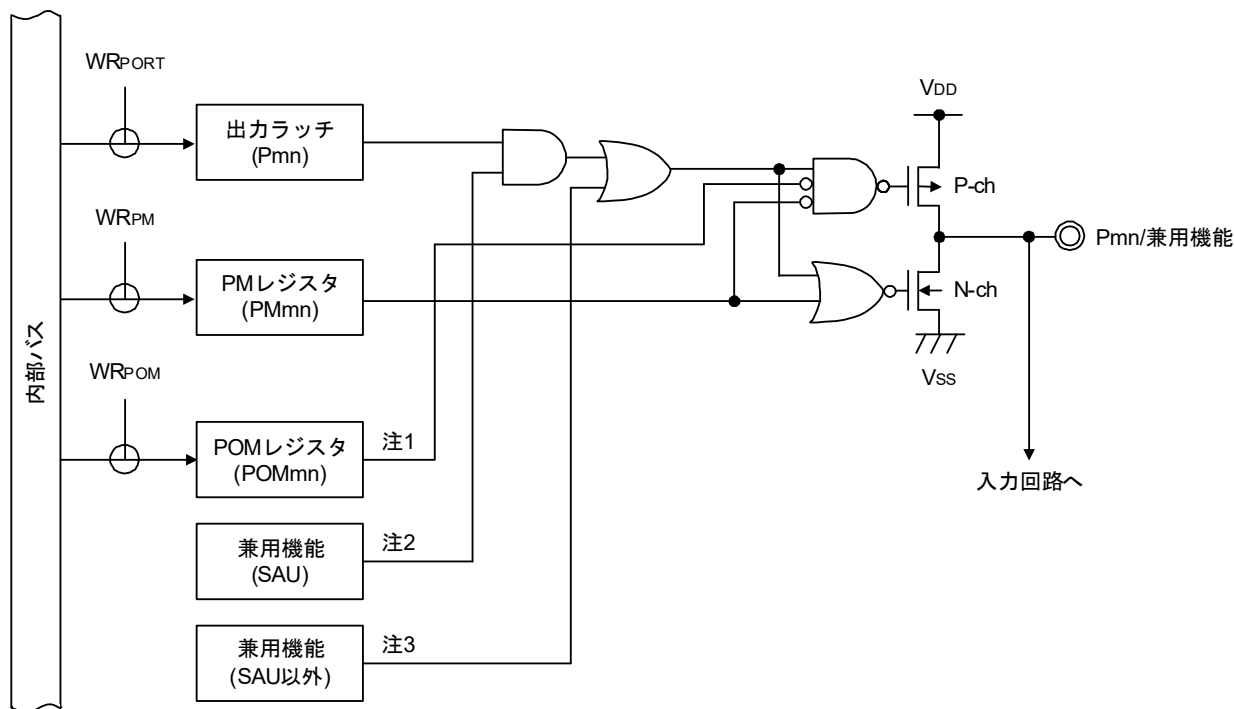 WRPORT
出力ラッチ
(Pmn)
VDD
P-ch
WRPM
PMレジスタ
(PMmn)
Pmn/兼用機能
N-ch
VSS
内部バス
WRPOM
POMレジスタ
(POMmn)
注1
入力回路へ
兼用機能
(SAU)
注2
兼用機能
(SAU以外)
注3